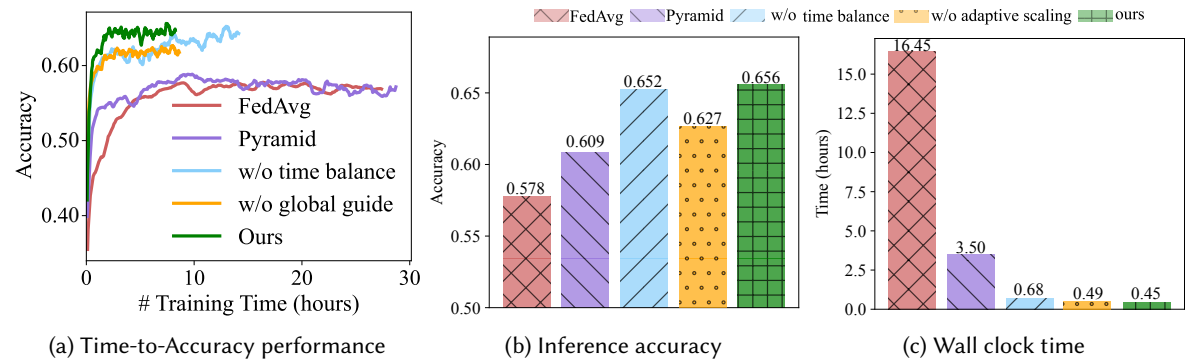 FedAvg Pyramid w/o time balance w/o adaptive scaling ours
Accuracy
0.60
0.50
0.40
0 10 20 30
# Training Time (hours)
FedAvg
Pyramid
w/o time balance
w/o global guide
Ours
(a) Time-to-Accuracy performance
Accuracy
0.65
0.60
0.55
0.50
0.578
0.609
0.652
0.627
0.656
(b) Inference accuracy
Time (hours)
15.0
12.5
10.0
7.5
5.0
2.5
0.0
16.45
3.50
0.68
0.49
0.45
(c) Wall clock time